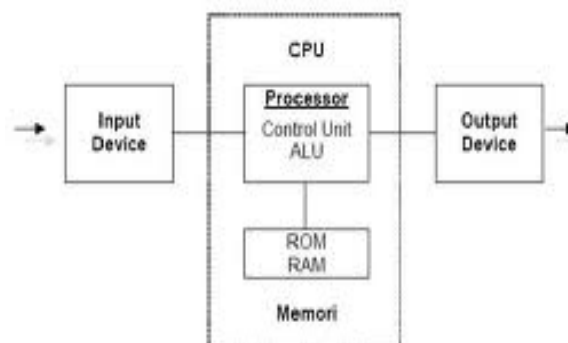 CPU
Input
Device
Processor
Control Unit
ALU
Output
Device
ROM
RAM
Memori